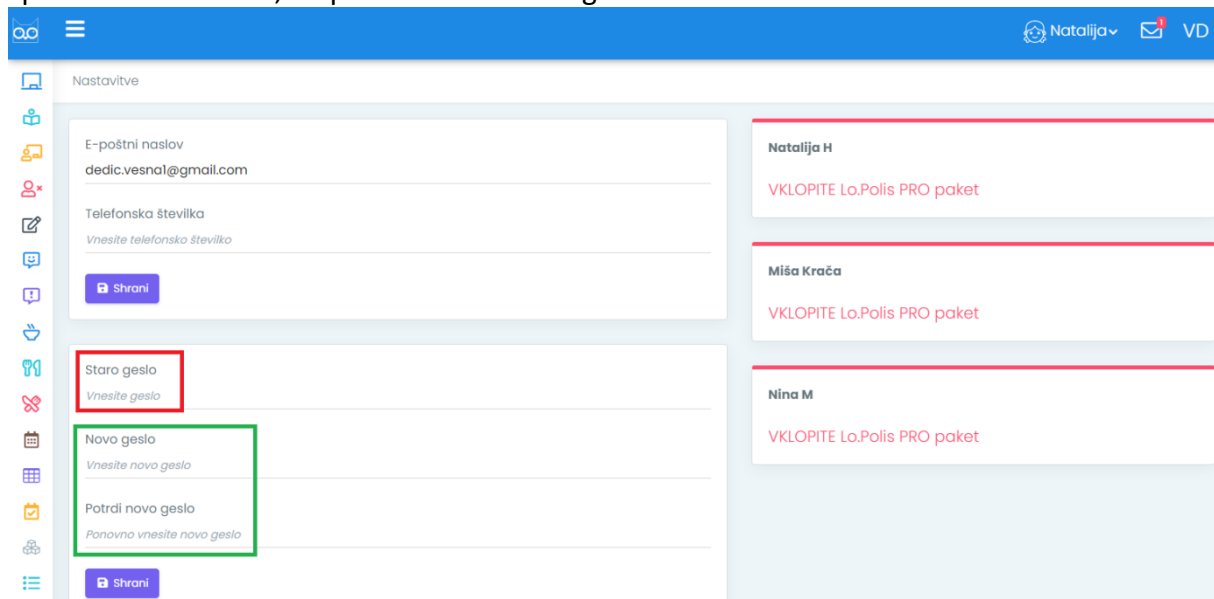 Natalija
VD
Nastavitve
E-poštni naslov
dedic.vesna1@gmail.com
Telefonska številka
Vnesite telefonsko številko
Shrani
Staro geslo
Vnesite geslo
Novo geslo
Vnesite novo geslo
Potrdi novo geslo
Ponovno vnesite novo geslo
Shrani
Natalija H
VKLOPITE Lo.Polis PRO paket
Miša Krača
VKLOPITE Lo.Polis PRO paket
Nina M
VKLOPITE Lo.Polis PRO paket